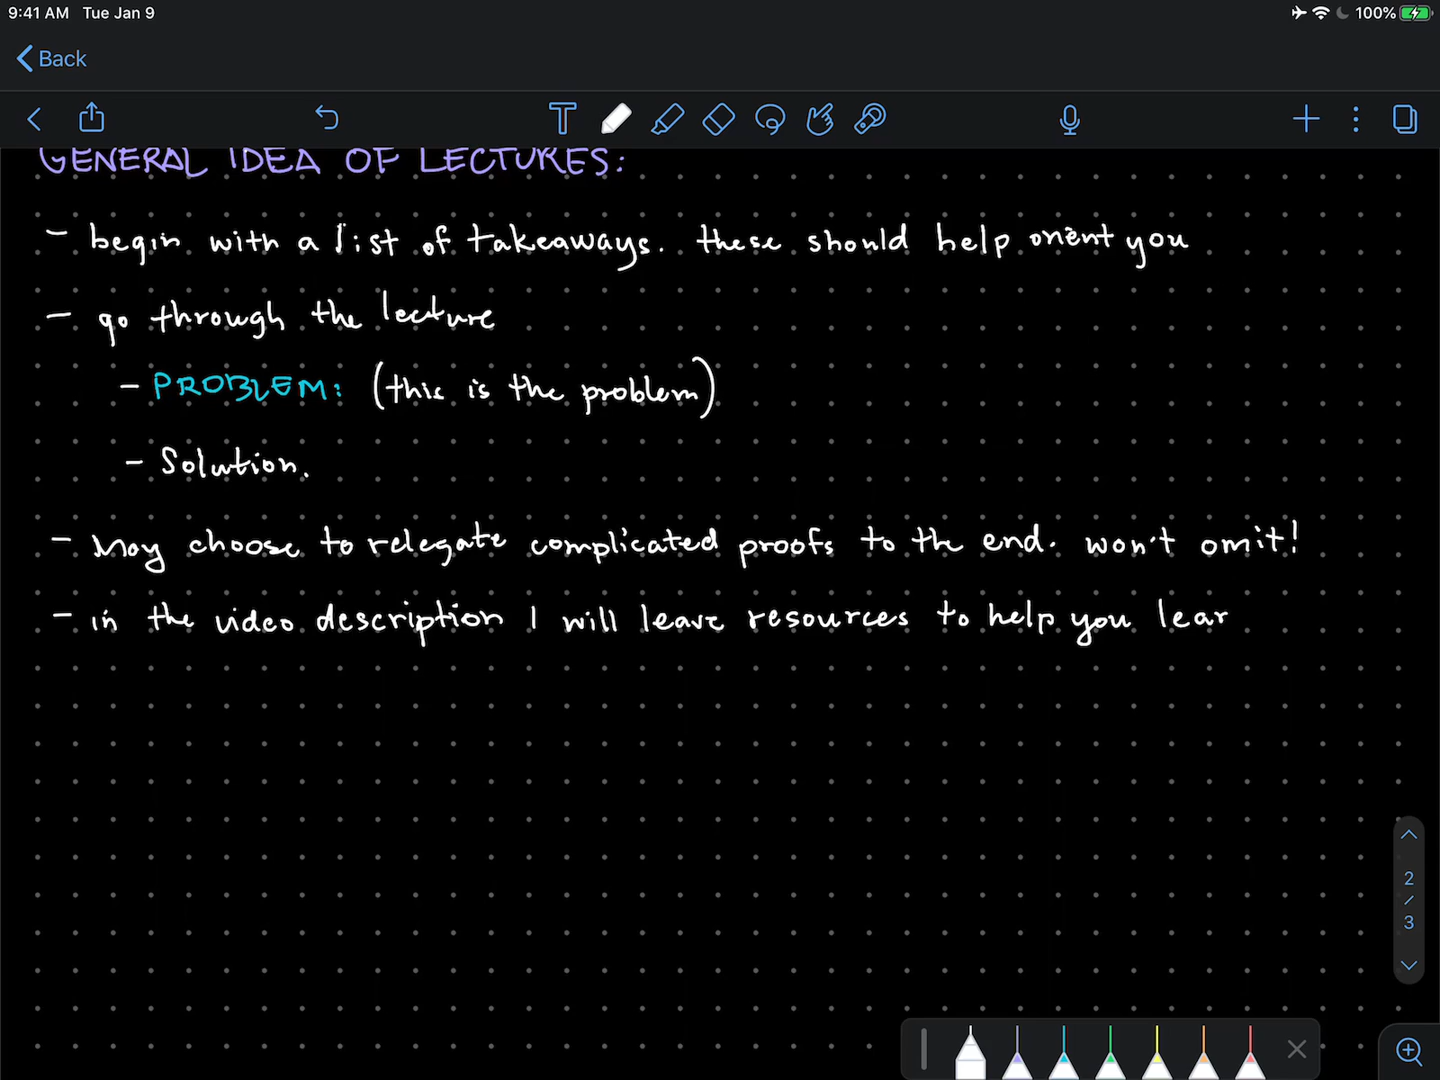 9:41 AM Tue Jan 9 100%
Back
GENERAL IDEA OF LECTURES:
- begin with a list of takeaways. these should help orient you
- go through the lecture
- PROBLEM: (this is the problem)
- Solution.
- May choose to relegate complicated proofs to the end. won't omit!
- in the video description I will leave resources to help you lear
2
/
3